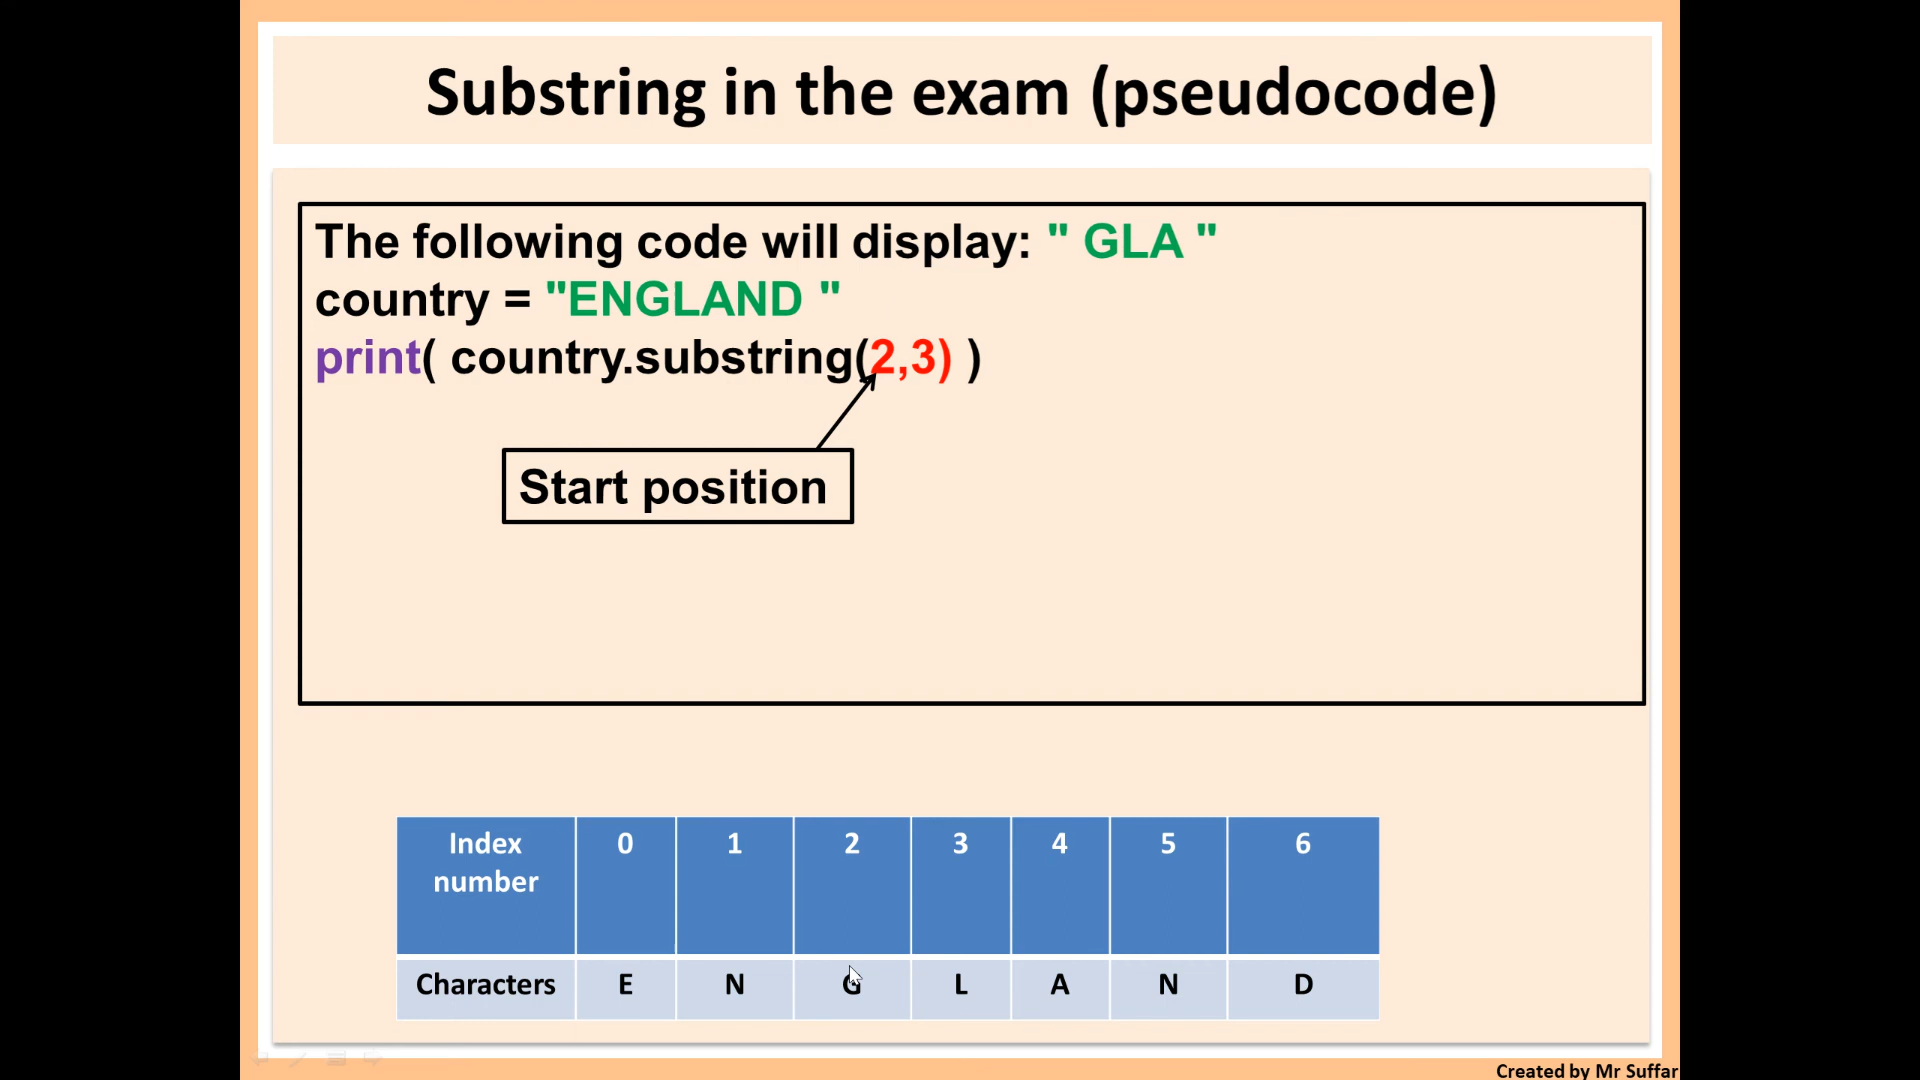 Substring in the exam (pseudocode)
The following code will display: " GLA "
country = "ENGLAND "
print( country.substring(2,3) )
Start position
Index number 0 1 2 3 4 5 6
Characters E N G L A N D
Created by Mr Suffar